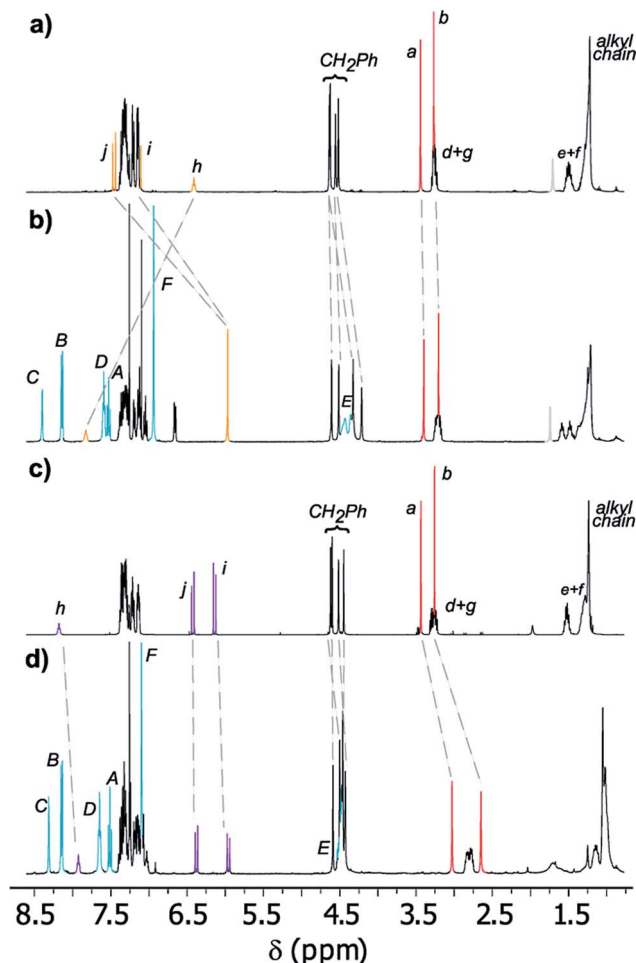 a)
b
CH2Ph
a
alkyl
chain
j
i
h
d+g
e+f
b)
F
B
D
C
A
E
c)
b
CH2Ph
a
alkyl
chain
j
i
h
d+g
e+f
d)
F
B
A
C
D
E
8.5 7.5 6.5 5.5 4.5 3.5 2.5 1.5
δ (ppm)